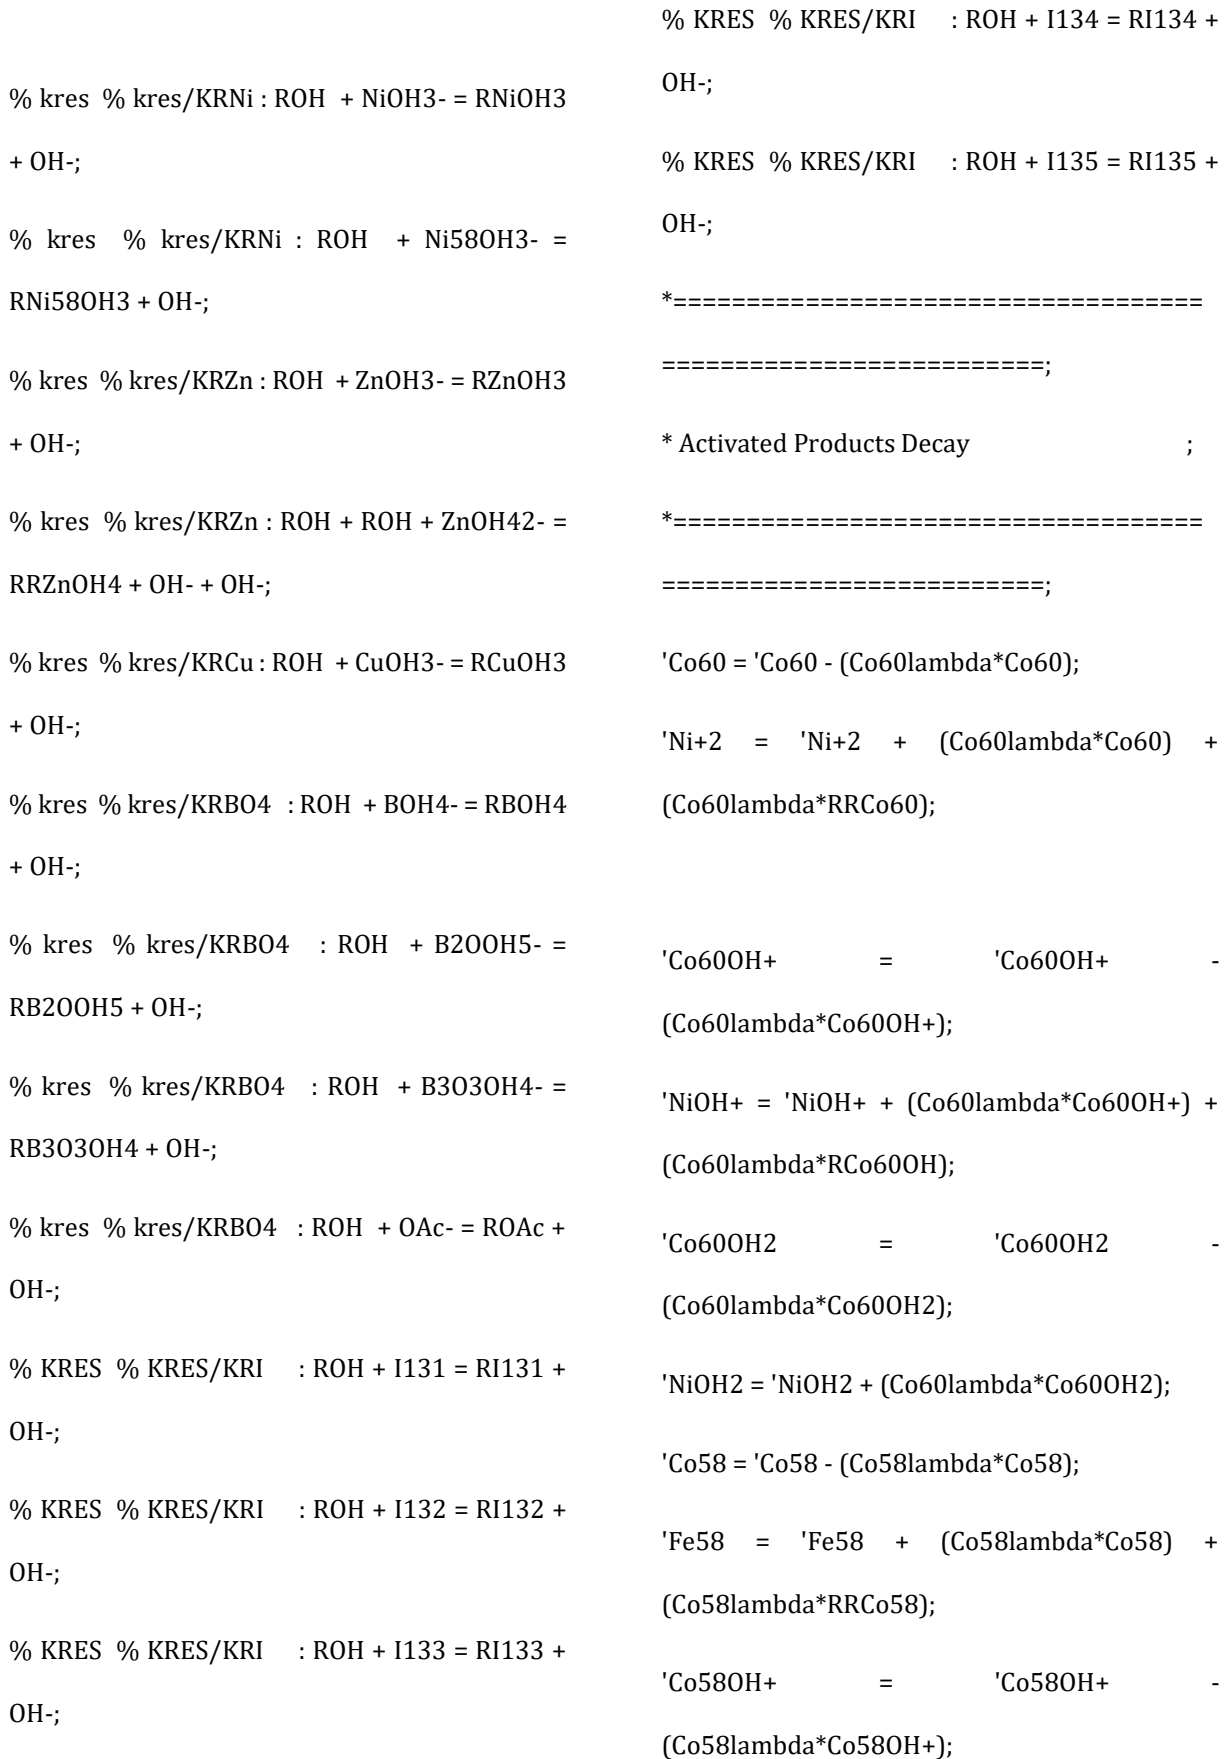 % kres % kres/KRNi : ROH + NiOH3- = RNiOH3
+ OH-;
% kres % kres/KRNi : ROH + Ni58OH3- =
RNi58OH3 + OH-;
% kres % kres/KRZn : ROH + ZnOH3- = RZnOH3
+ OH-;
% kres % kres/KRZn : ROH + ROH + ZnOH42- =
RRZnOH4 + OH- + OH-;
% kres % kres/KRCu : ROH + CuOH3- = RCuOH3
+ OH-;
% kres % kres/KRBO4 : ROH + BOH4- = RBOH4
+ OH-;
% kres % kres/KRBO4 : ROH + B2OOH5- =
RB2OOH5 + OH-;
% kres % kres/KRBO4 : ROH + B3O3OH4- =
RB3O3OH4 + OH-;
% kres % kres/KRBO4 : ROH + OAc- = ROAc +
OH-;
% KRES % KRES/KRI : ROH + I131 = RI131 +
OH-;
% KRES % KRES/KRI : ROH + I132 = RI132 +
OH-;
% KRES % KRES/KRI : ROH + I133 = RI133 +
OH-;
% KRES % KRES/KRI : ROH + I134 = RI134 +
OH-;
% KRES % KRES/KRI : ROH + I135 = RI135 +
OH-;
*====================================
==========================;
* Activated Products Decay ;
*====================================
==========================;
'Co60 = 'Co60 - (Co60lambda*Co60);
'Ni+2 = 'Ni+2 + (Co60lambda*Co60) +
(Co60lambda*RRCo60);
'Co60OH+ = 'Co60OH+ -
(Co60lambda*Co60OH+);
'NiOH+ = 'NiOH+ + (Co60lambda*Co60OH+) +
(Co60lambda*RCo60OH);
'Co60OH2 = 'Co60OH2 -
(Co60lambda*Co60OH2);
'NiOH2 = 'NiOH2 + (Co60lambda*Co60OH2);
'Co58 = 'Co58 - (Co58lambda*Co58);
'Fe58 = 'Fe58 + (Co58lambda*Co58) +
(Co58lambda*RRCo58);
'Co58OH+ = 'Co58OH+ -
(Co58lambda*Co58OH+);